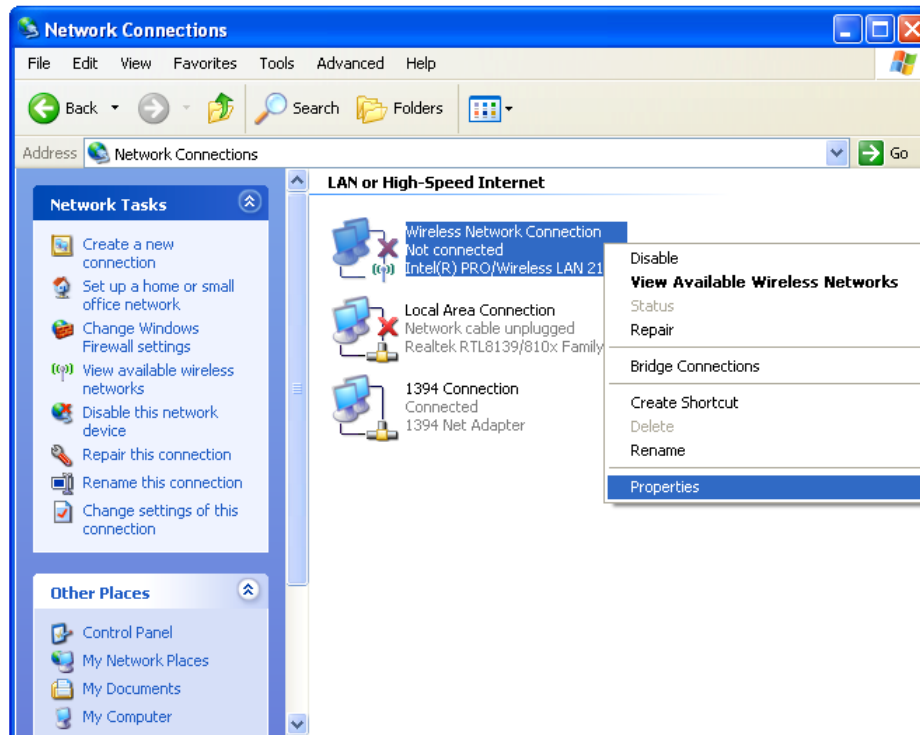 Network Connections
File Edit View Favorites Tools Advanced Help
Back Search Folders
Address Network Connections Go
Network Tasks
Create a new
connection
Set up a home or small
office network
Change Windows
Firewall settings
View available wireless
networks
Disable this network
device
Repair this connection
Rename this connection
Change settings of this
connection
Other Places
Control Panel
My Network Places
My Documents
My Computer
LAN or High-Speed Internet
Wireless Network Connection
Not connected
Intel(R) PRO/Wireless LAN 21
Local Area Connection
Network cable unplugged
Realtek RTL8139/810x Family
1394 Connection
Connected
1394 Net Adapter
Disable
View Available Wireless Networks
Status
Repair
Bridge Connections
Create Shortcut
Delete
Rename
Properties